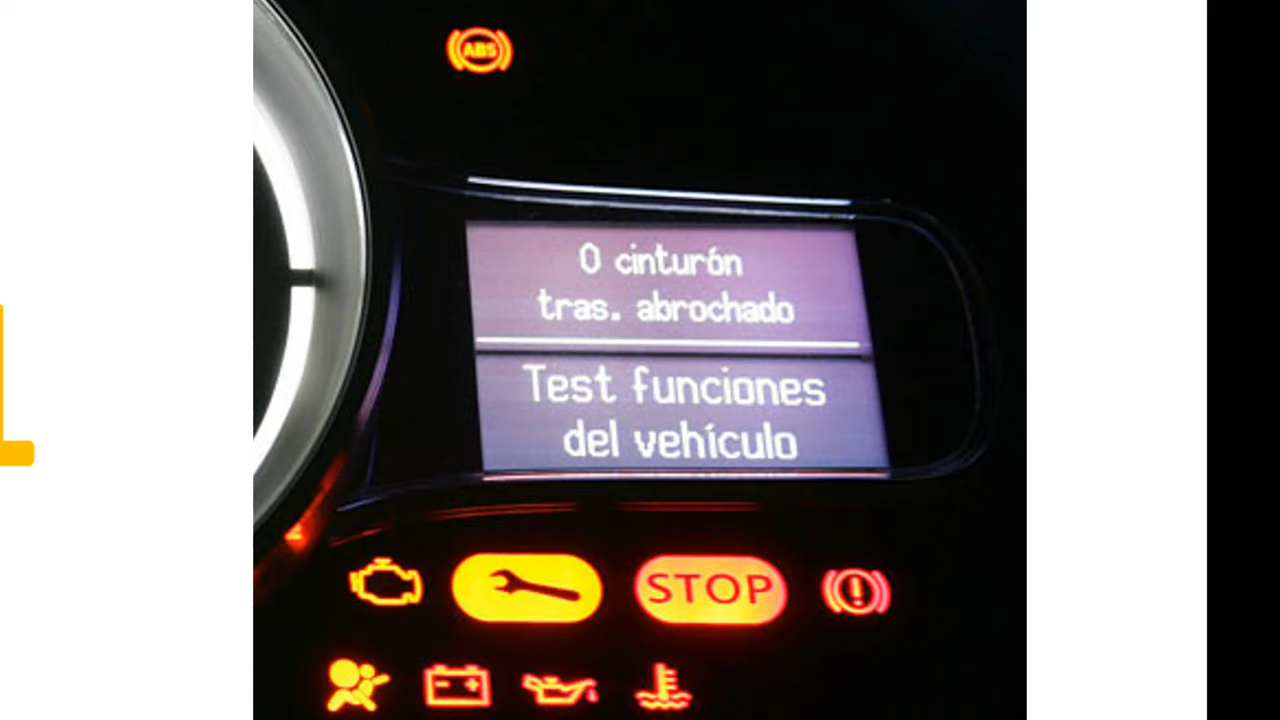 ABS
0 cinturón
tras. abrochado
Test funciones
del vehículo
STOP